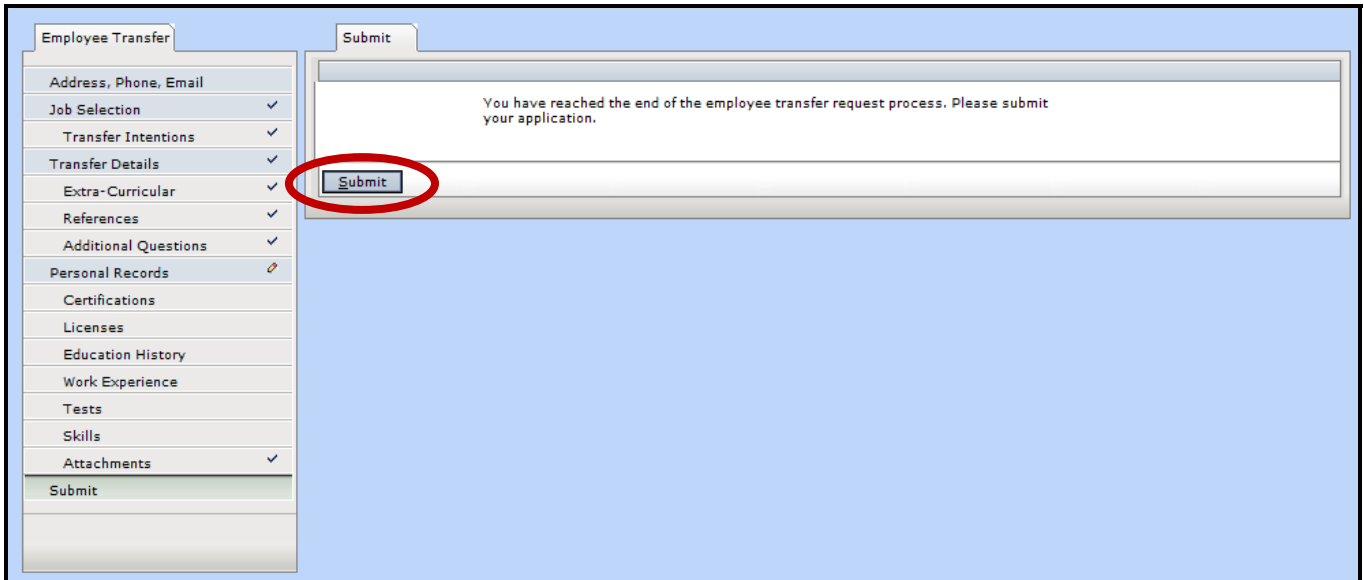 Employee Transfer
Address, Phone, Email
Job Selection
Transfer Intentions
Transfer Details
Extra-Curricular
References
Additional Questions
Personal Records
Certifications
Licenses
Education History
Work Experience
Tests
Skills
Attachments
Submit
Submit
You have reached the end of the employee transfer request process. Please submit
your application.
Submit